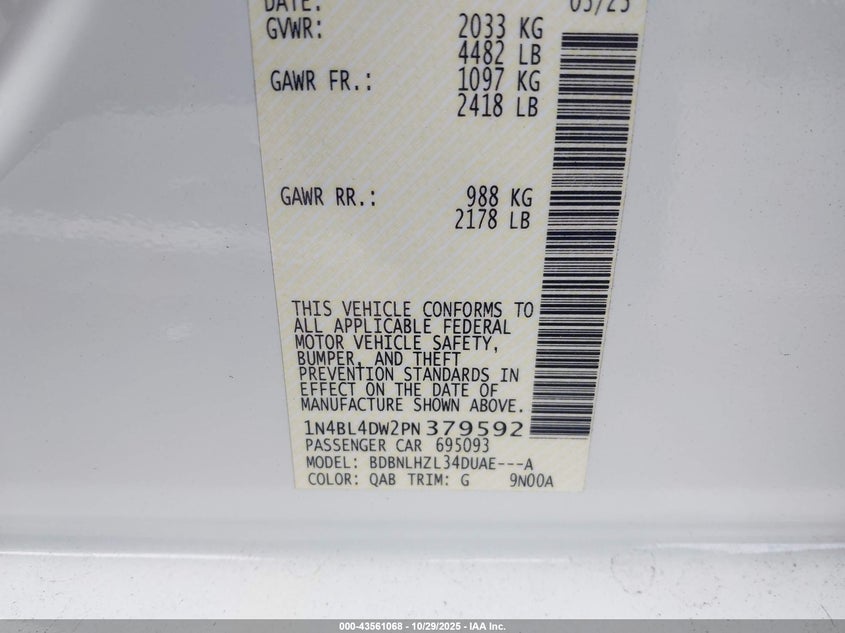 DATE:
GVWR: 2033 KG
4482 LB
GAWR FR.: 1097 KG
2418 LB
GAWR RR.: 988 KG
2178 LB
THIS VEHICLE CONFORMS TO
ALL APPLICABLE FEDERAL
MOTOR VEHICLE SAFETY,
BUMPER, AND THEFT
PREVENTION STANDARDS IN
EFFECT ON THE DATE OF
MANUFACTURE SHOWN ABOVE.
1N4BL4DW2PN379592
PASSENGER CAR 695093
MODEL: BDBNLHZL34DUAE---A
COLOR: QAB TRIM: G 9N00A
000-43561068 - 10/29/2025 - IAA Inc.